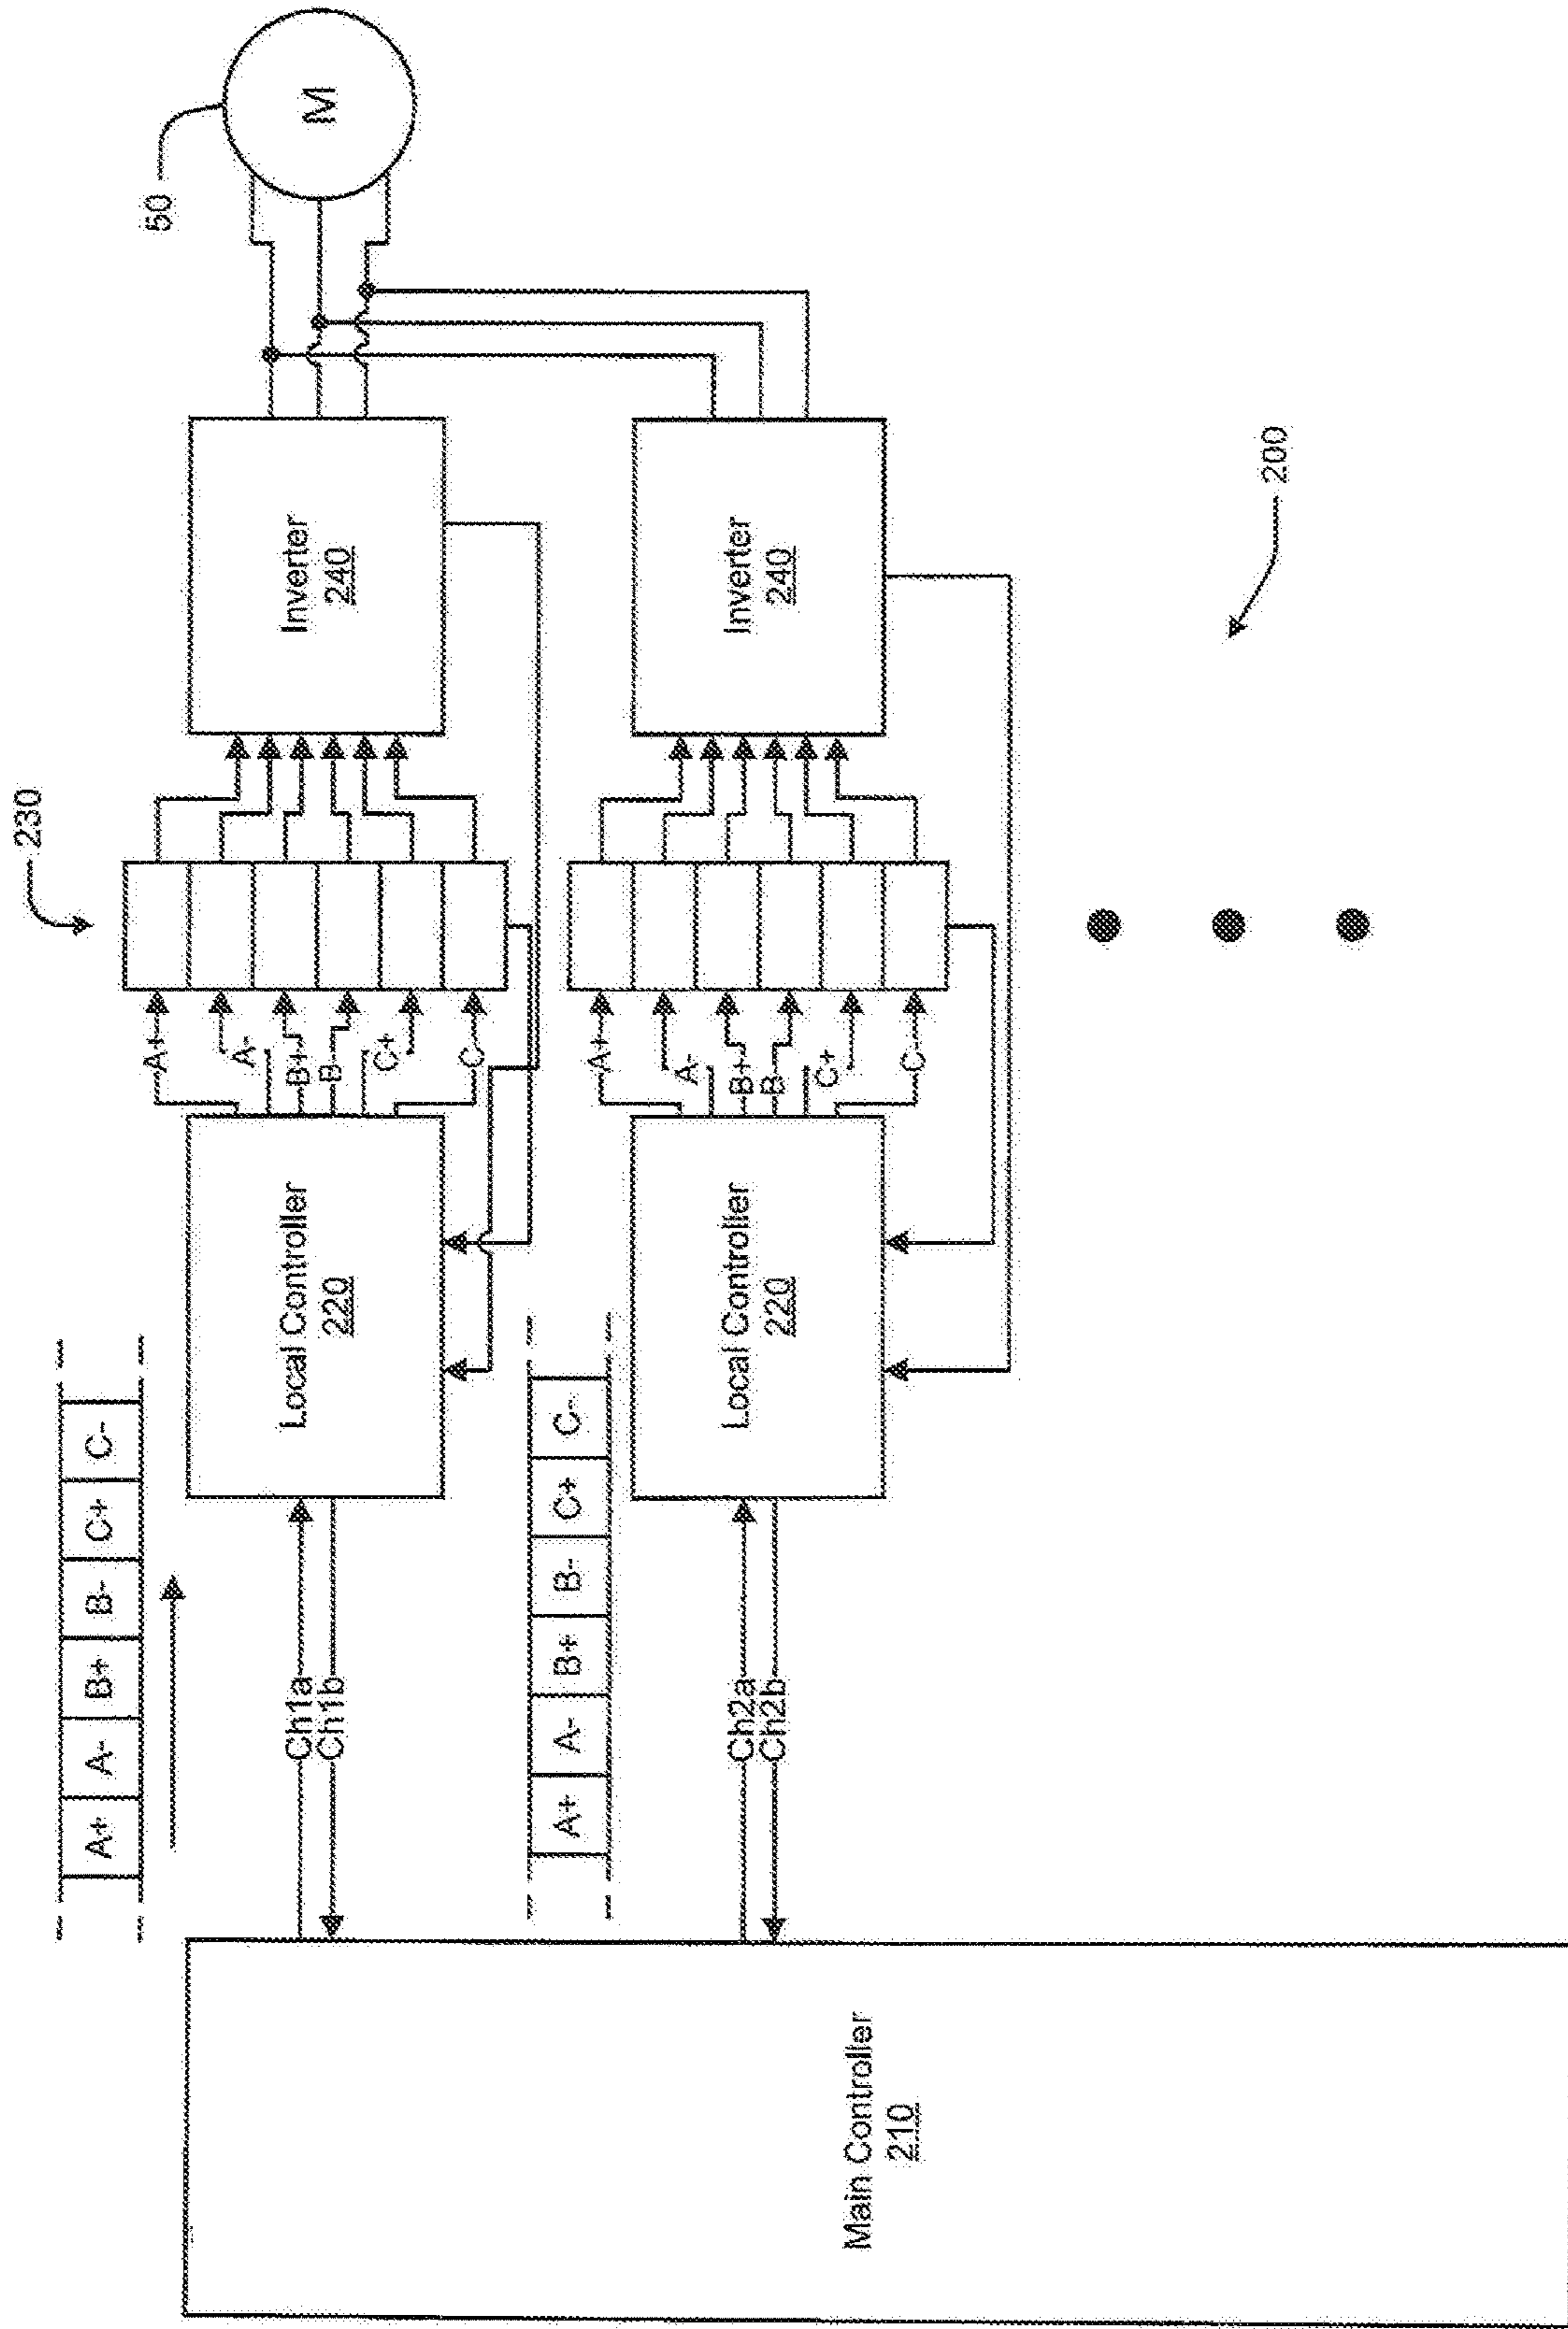 230
50
A+ A- B+ B- C+ C-
Ch1a
Ch1b
Local Controller
220
A+
A-
B+
B-
C+
C-
Inverter
240
M
A+ A- B+ B- C+ C-
Ch2a
Ch2b
Local Controller
220
A+
A-
B+
B-
C+
C-
Inverter
240
Main Controller
210
200